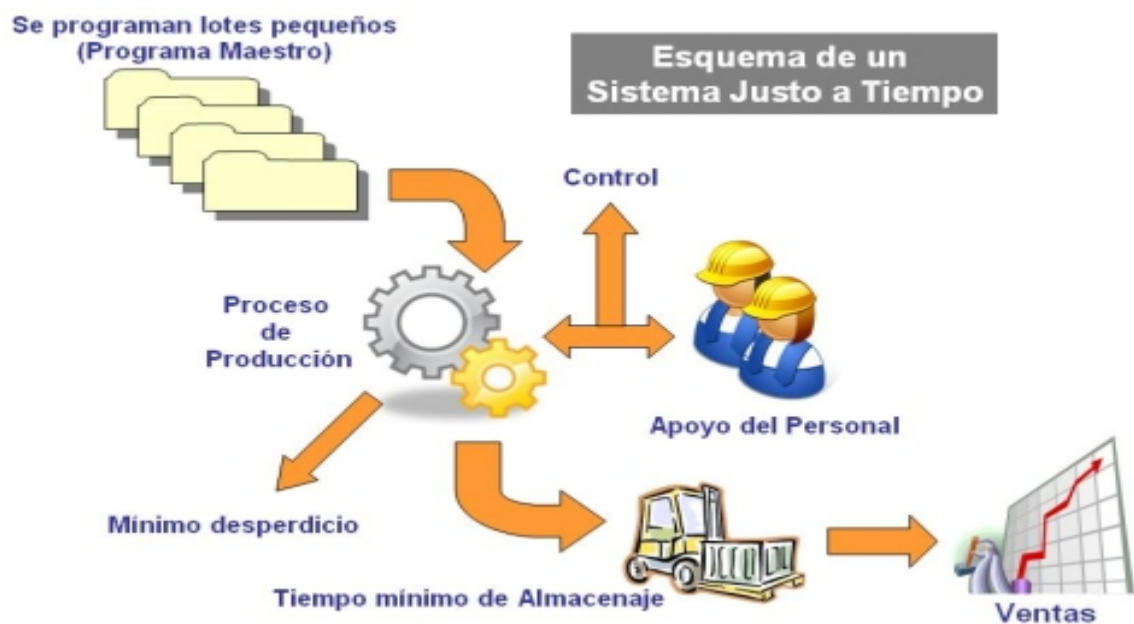 Se programan lotes pequeños
(Programa Maestro)
Esquema de un
Sistema Justo a Tiempo
Control
Proceso
de
Producción
Apoyo del Personal
Mínimo desperdicio
Tiempo mínimo de Almacenaje
Ventas